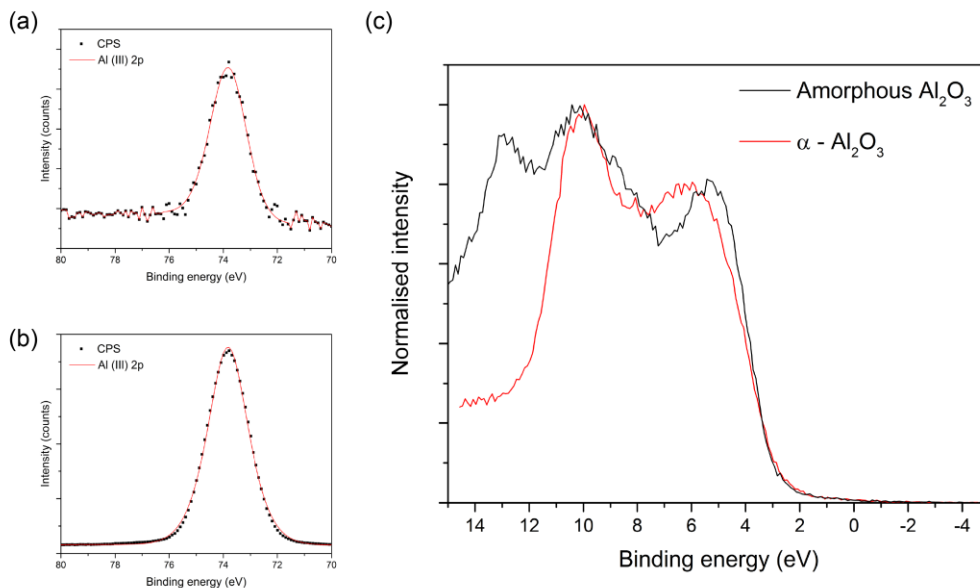 (a)
CPS
Al (III) 2p
Intensity (counts)
80 78 76 74 72 70
Binding energy (eV)
(b)
CPS
Al (III) 2p
Intensity (counts)
80 78 76 74 72 70
Binding energy (eV)
(c)
Amorphous Al₂O₃
α - Al₂O₃
Normalised intensity
14 12 10 8 6 4 2 0 -2 -4
Binding energy (eV)